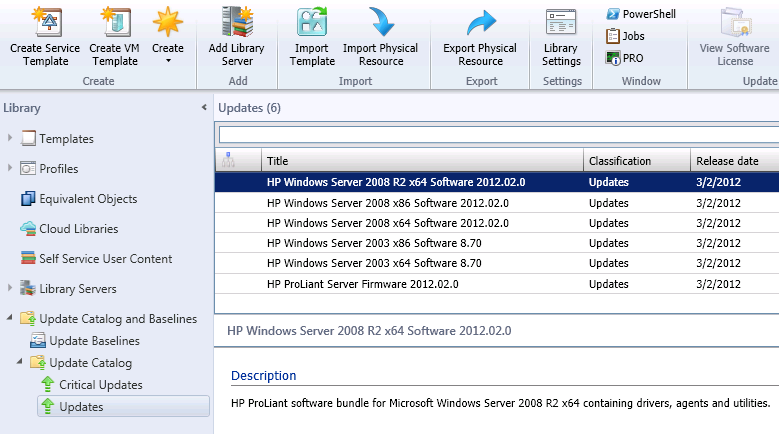 Create Service Template
Create VM Template
Create
Add Library Server
Import Template
Import Physical Resource
Export Physical Resource
Library Settings
PowerShell
Jobs
PRO
View Software License
Create
Add
Import
Export
Settings
Window
Update
Library
Templates
Profiles
Equivalent Objects
Cloud Libraries
Self Service User Content
Library Servers
Update Catalog and Baselines
Update Baselines
Update Catalog
Critical Updates
Updates
Updates (6)
Title Classification Release date
HP Windows Server 2008 R2 x64 Software 2012.02.0 Updates 3/2/2012
HP Windows Server 2008 x86 Software 2012.02.0 Updates 3/2/2012
HP Windows Server 2008 x64 Software 2012.02.0 Updates 3/2/2012
HP Windows Server 2003 x86 Software 8.70 Updates 3/2/2012
HP Windows Server 2003 x64 Software 8.70 Updates 3/2/2012
HP ProLiant Server Firmware 2012.02.0 Updates 3/2/2012
HP Windows Server 2008 R2 x64 Software 2012.02.0
Description
HP ProLiant software bundle for Microsoft Windows Server 2008 R2 x64 containing drivers, agents and utilities.